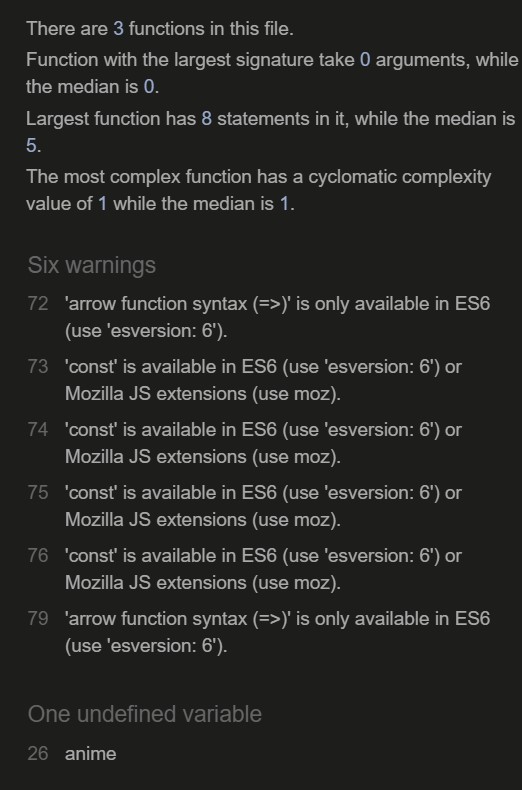 There are 3 functions in this file.
Function with the largest signature take 0 arguments, while
the median is 0.
Largest function has 8 statements in it, while the median is
5.
The most complex function has a cyclomatic complexity
value of 1 while the median is 1.
Six warnings
72 'arrow function syntax (=>)' is only available in ES6
(use 'esversion: 6').
73 'const' is available in ES6 (use 'esversion: 6') or
Mozilla JS extensions (use moz).
74 'const' is available in ES6 (use 'esversion: 6') or
Mozilla JS extensions (use moz).
75 'const' is available in ES6 (use 'esversion: 6') or
Mozilla JS extensions (use moz).
76 'const' is available in ES6 (use 'esversion: 6') or
Mozilla JS extensions (use moz).
79 'arrow function syntax (=>)' is only available in ES6
(use 'esversion: 6').
One undefined variable
26 anime